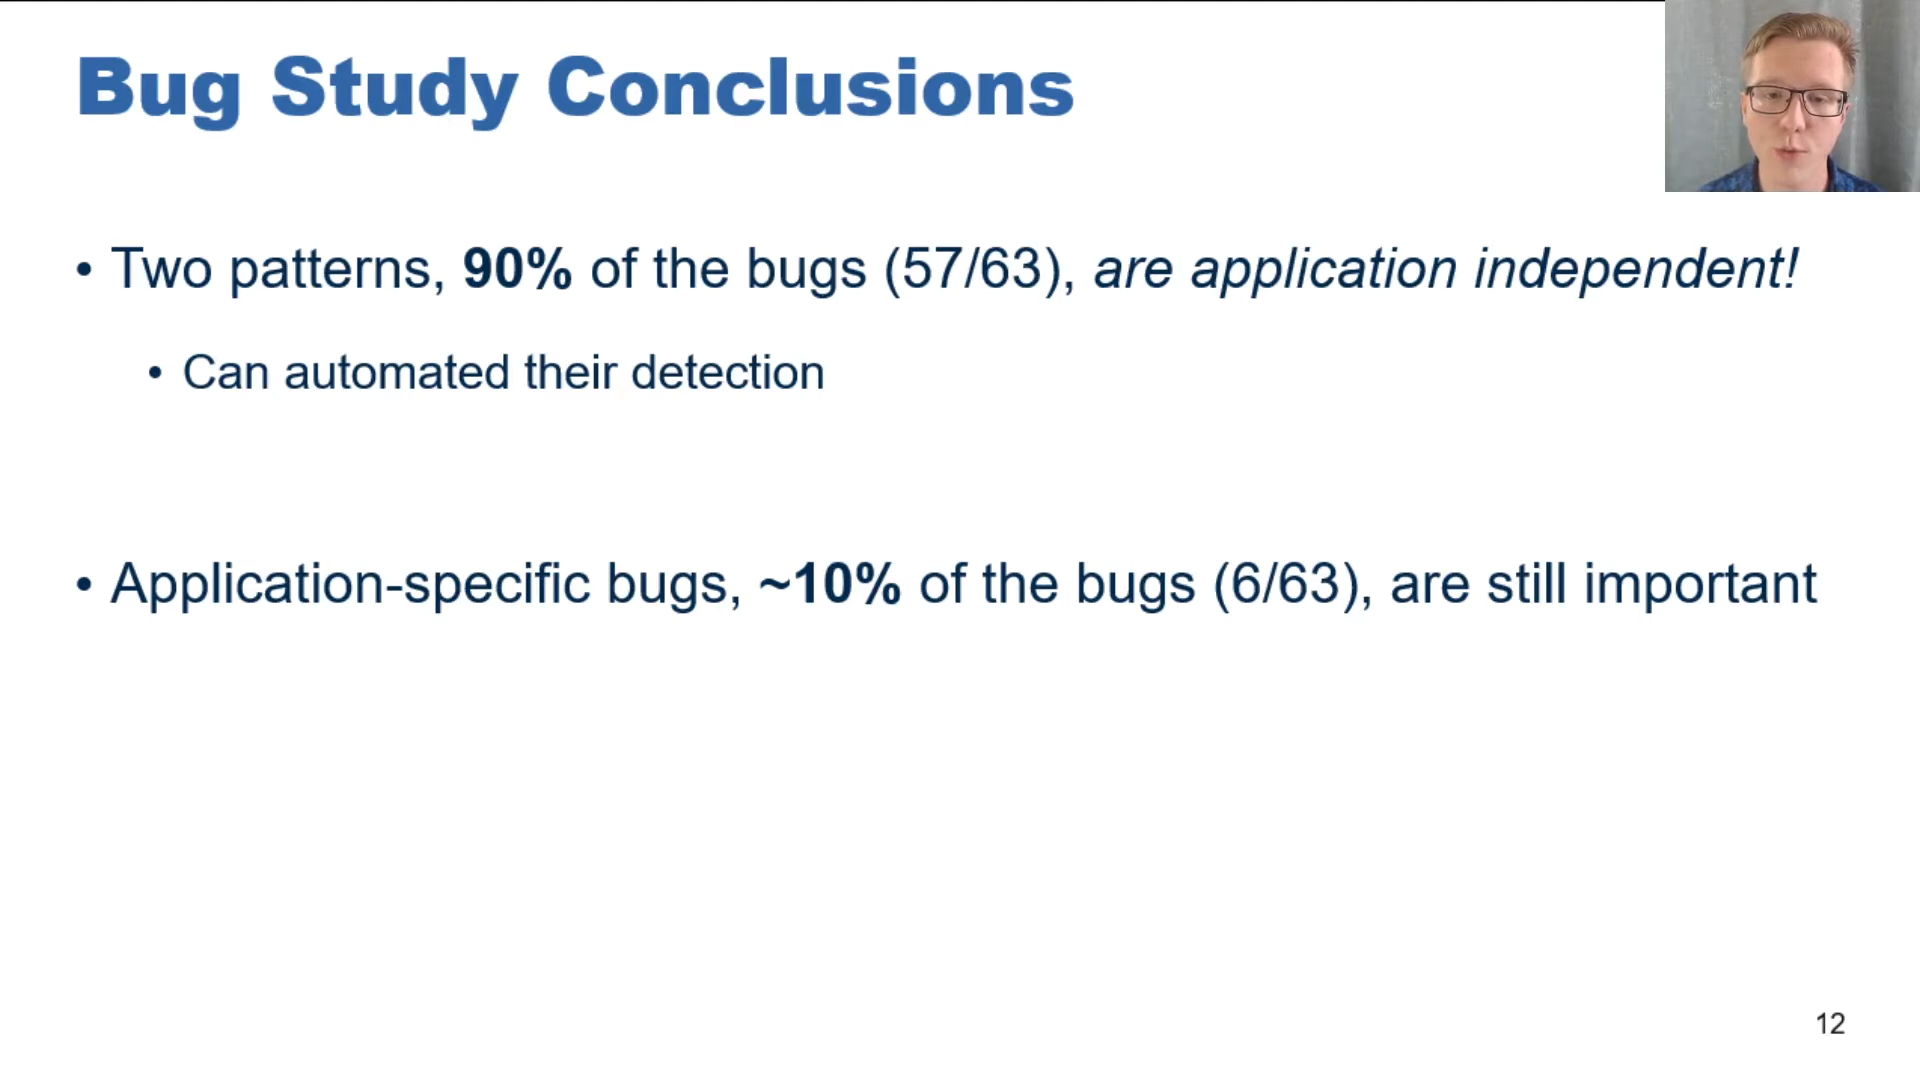 Bug Study Conclusions
• Two patterns, 90% of the bugs (57/63), are application independent!
• Can automated their detection
• Application-specific bugs, ~10% of the bugs (6/63), are still important
12